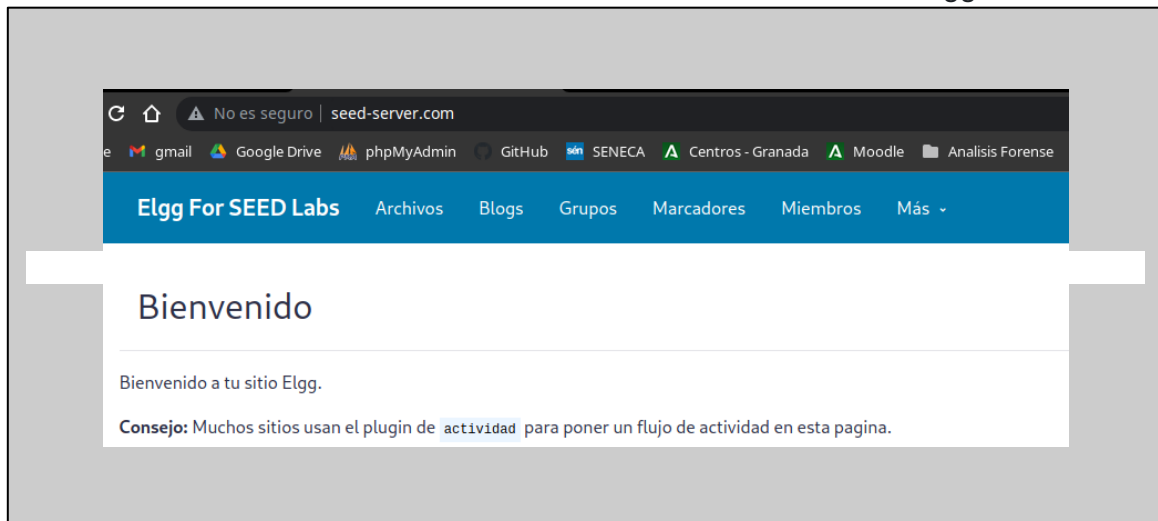 gg
No es seguro | seed-server.com
e gmail Google Drive phpMyAdmin GitHub sén SENECA Centros - Granada Moodle Analisis Forense
Elgg For SEED Labs Archivos Blogs Grupos Marcadores Miembros Más
Bienvenido
Bienvenido a tu sitio Elgg.
Consejo: Muchos sitios usan el plugin de actividad para poner un flujo de actividad en esta pagina.